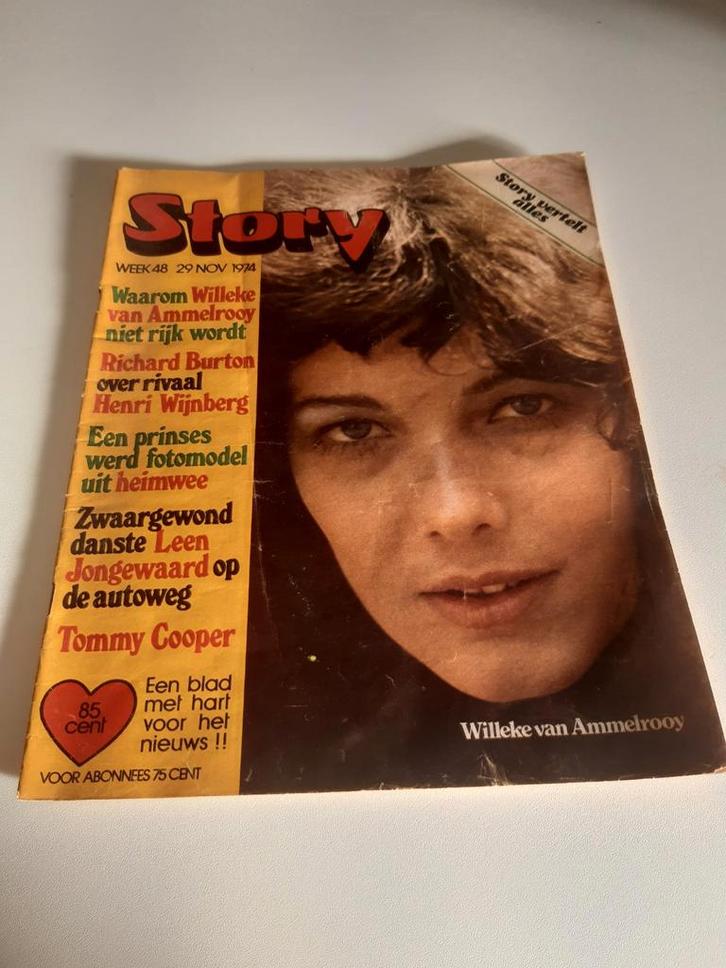 Story vertelt
alles
Story
WEEK 48 29 NOV 1974
Waarom Willeke
van Ammelrooy
niet rijk wordt
Richard Burton
over rivaal
Henri Wijnberg
Een prinses
werd fotomodel
uit heimwee
Zwaargewond
danste Leen
Jongewaard op
de autoweg
Tommy Cooper
85
cent
Een blad
met hart
voor het
nieuws !!
VOOR ABONNEES 75 CENT
Willeke van Ammelrooy